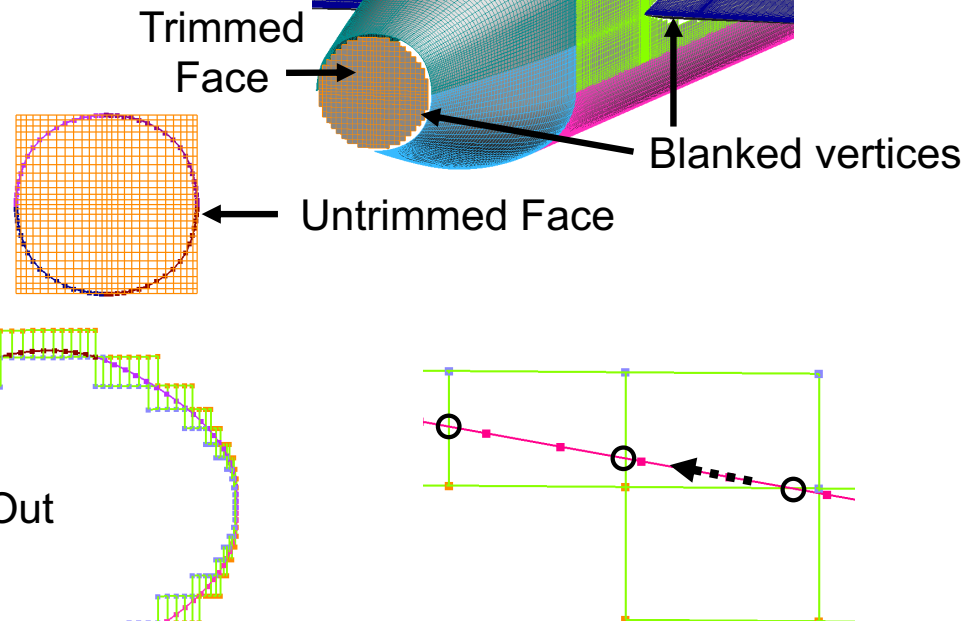 Trimmed
Face
Blanked vertices
Untrimmed Face
Out